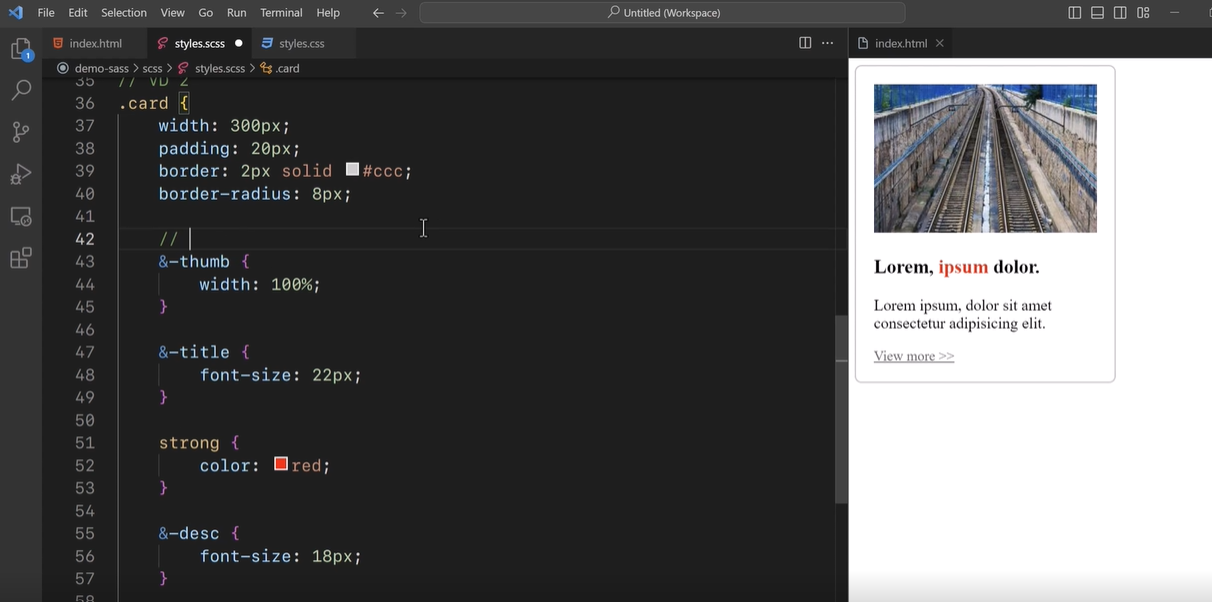 File Edit Selection View Go Run Terminal Help Untitled (Workspace)
index.html styles.scss styles.css index.html
demo-sass > scss > styles.scss > .card
1
35 // VD 2
36 .card {
37 width: 300px;
38 padding: 20px;
39 border: 2px solid #ccc;
40 border-radius: 8px;
41
42 //
43 &-thumb {
44 width: 100%;
45 }
46
47 &-title {
48 font-size: 22px;
49 }
50
51 strong {
52 color: red;
53 }
54
55 &-desc {
56 font-size: 18px;
57 }
58
Lorem, ipsum dolor.
Lorem ipsum, dolor sit amet
consectetur adipisicing elit.
View more >>